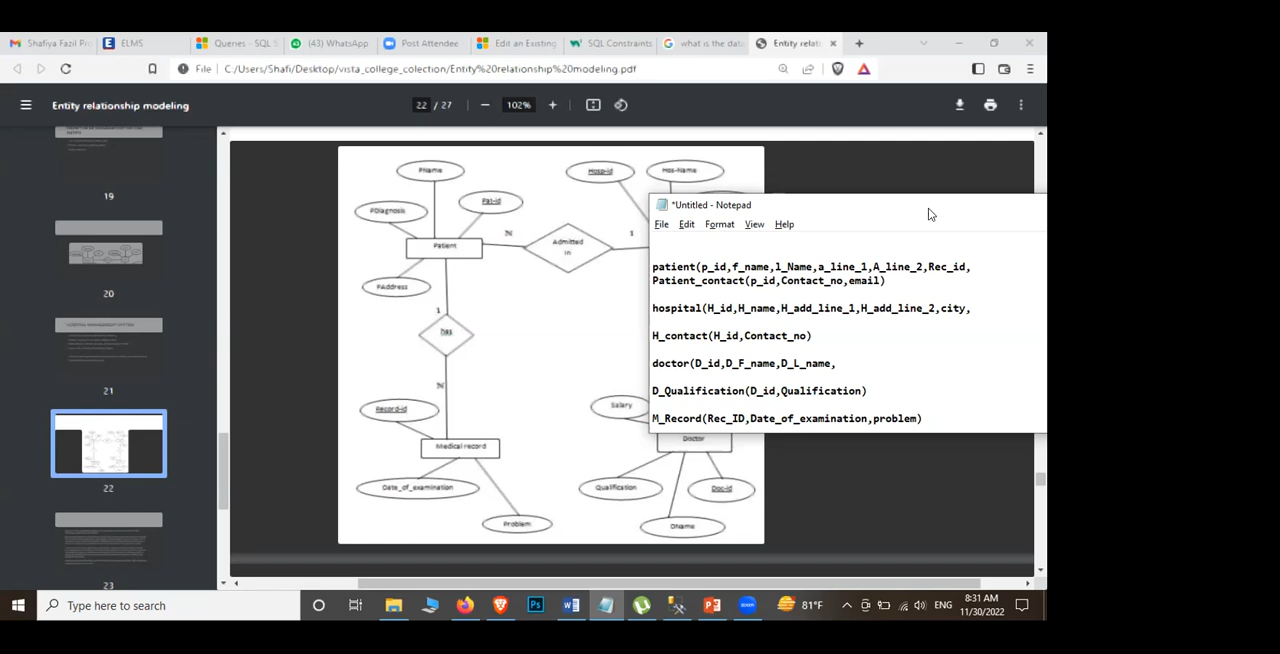 Shafiya Fazil Pr
ELMS
Queries - SQL S
(43) WhatsApp
Post Attendee
Edit an Existing
SQL Constraints
what is the data
Entity relati
File
C:/Users/Shafi/Desktop/vista_college_colection/Entity%20relationship%20modeling.pdf
Entity relationship modeling
22 / 27
102%
19
20
21
22
23
PName
Hosp-id
Hos-Name
Pat-id
PDiagnosis
Patient
N
Admitted
in
1
PAddress
1
has
N
Record-id
Medical record
Date_of_examination
Problem
Salary
Doctor
Qualification
Doc-id
DName
*Untitled - Notepad
File Edit Format View Help
patient(p_id,f_name,l_Name,a_line_1,A_line_2,Rec_id,
Patient_contact(p_id,Contact_no,email)
hospital(H_id,H_name,H_add_line_1,H_add_line_2,city,
H_contact(H_id,Contact_no)
doctor(D_id,D_F_name,D_L_name,
D_Qualification(D_id,Qualification)
M_Record(Rec_ID,Date_of_examination,problem)
Type here to search
81°F
ENG
8:31 AM
11/30/2022